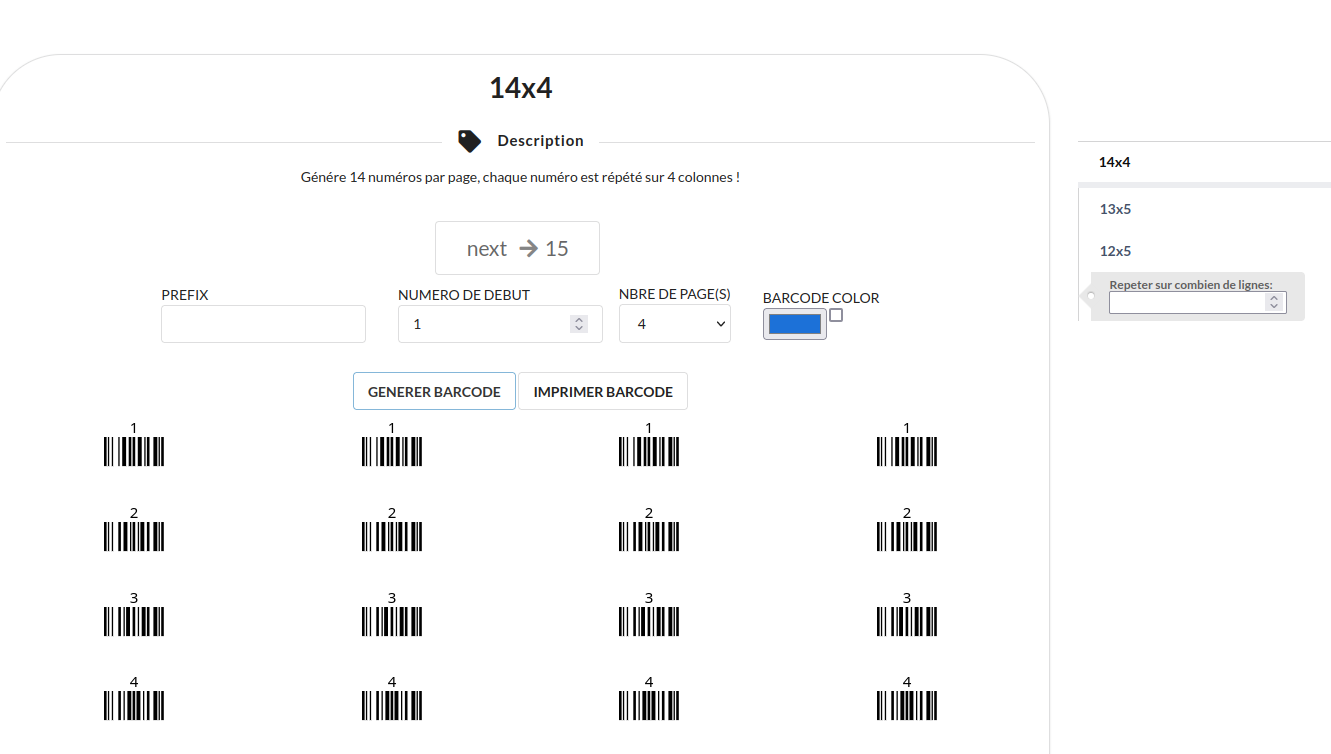 14x4
Description
Génére 14 numéros par page, chaque numéro est répété sur 4 colonnes !
next → 15
PREFIX NUMERO DE DEBUT NBRE DE PAGE(S) BARCODE COLOR
1 4
GENERER BARCODE IMPRIMER BARCODE
1 1 1 1
2 2 2 2
3 3 3 3
4 4 4 4
14x4
13x5
12x5
Repeter sur combien de lignes: